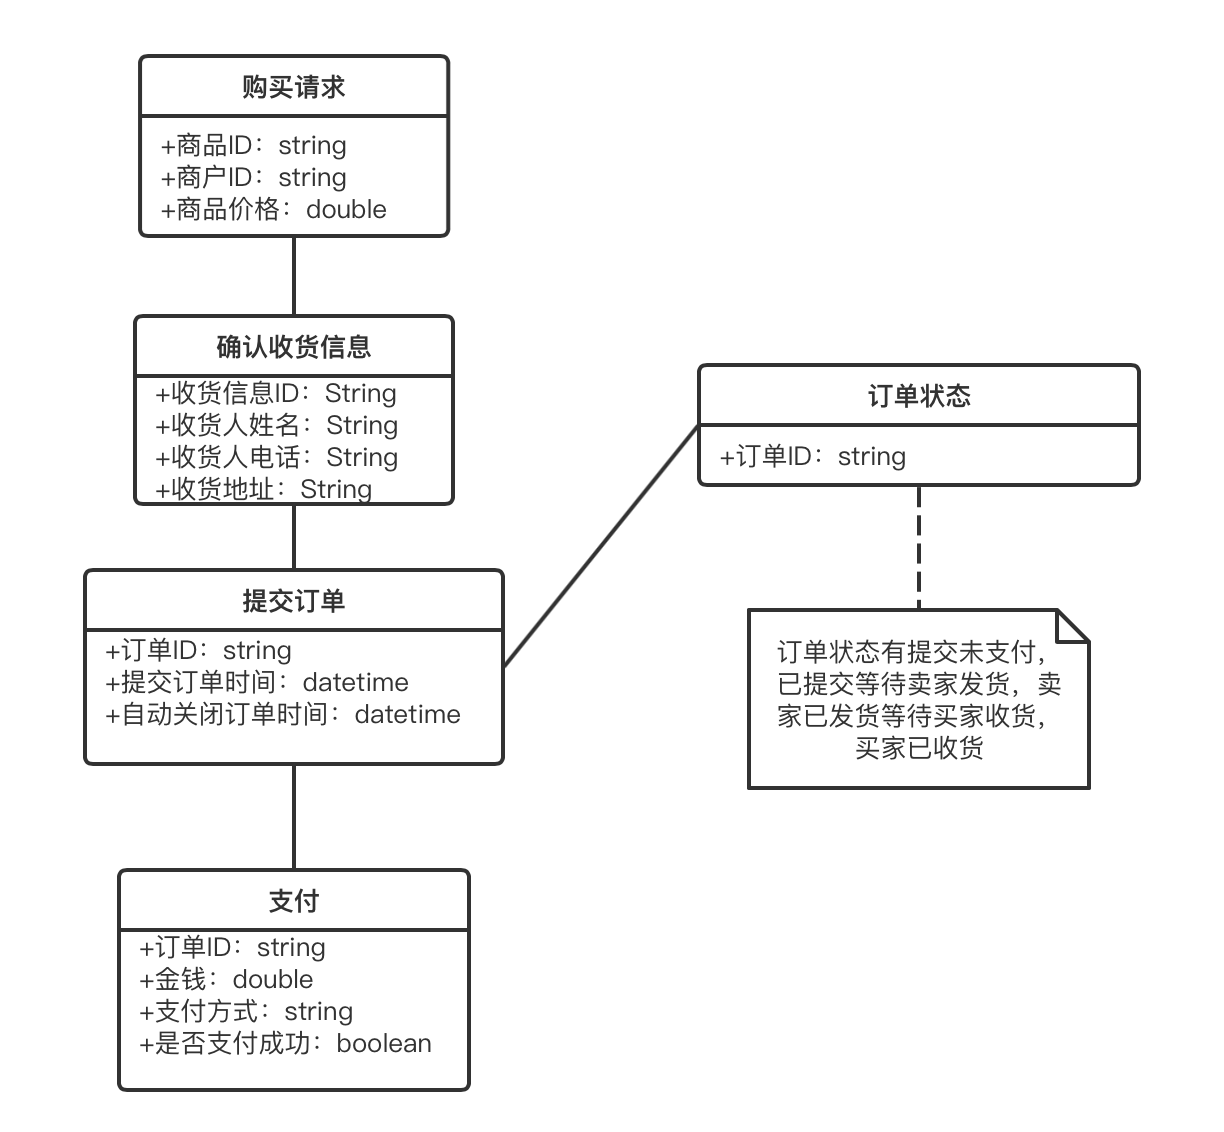 购买请求
+商品ID：string
+商户ID：string
+商品价格：double
确认收货信息
+收货信息ID：String
+收货人姓名：String
+收货人电话：String
+收货地址：String
提交订单
+订单ID：string
+提交订单时间：datetime
+自动关闭订单时间：datetime
支付
+订单ID：string
+金钱：double
+支付方式：string
+是否支付成功：boolean
订单状态
+订单ID：string
订单状态有提交未支付，
已提交等待卖家发货，卖
家已发货等待买家收货，
买家已收货